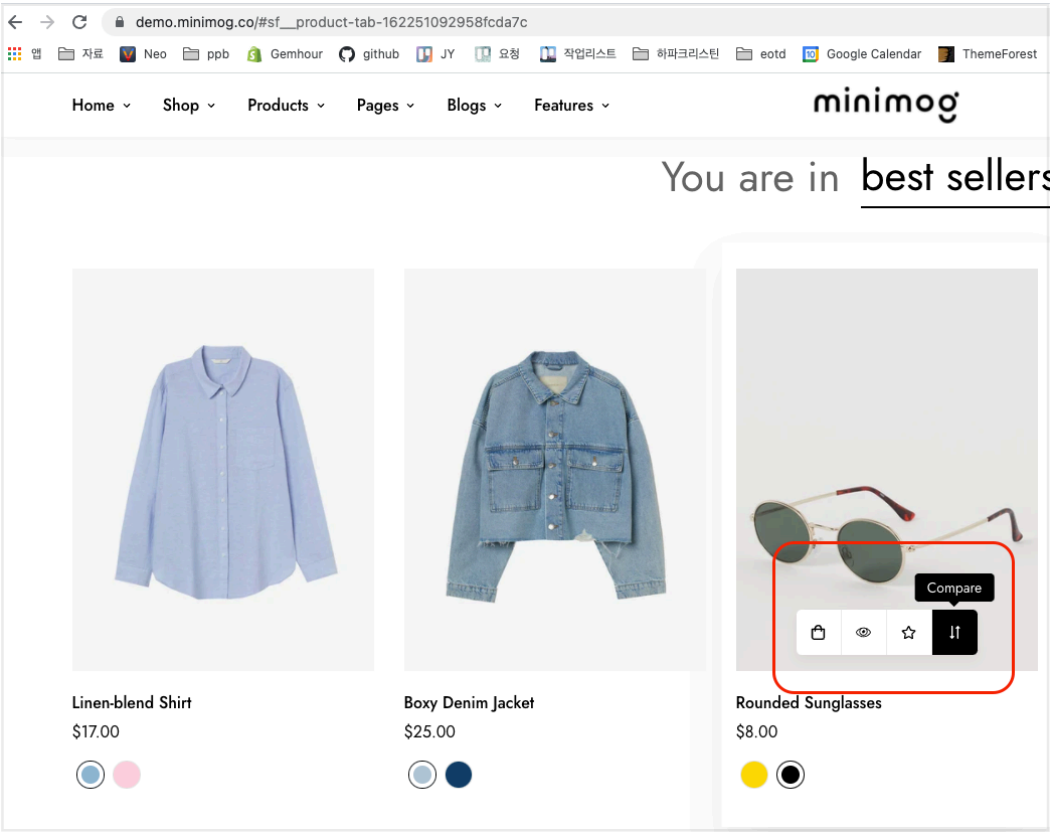 demo.minimog.co/#sf__product-tab-162251092958fcda7c
앱 자료 Neo ppb Gemhour github JY 요청 작업리스트 하파크리스틴 eotd Google Calendar ThemeForest
Home Shop Products Pages Blogs Features minimog
You are in best sellers
Compare
Linen-blend Shirt Boxy Denim Jacket Rounded Sunglasses
$17.00 $25.00 $8.00